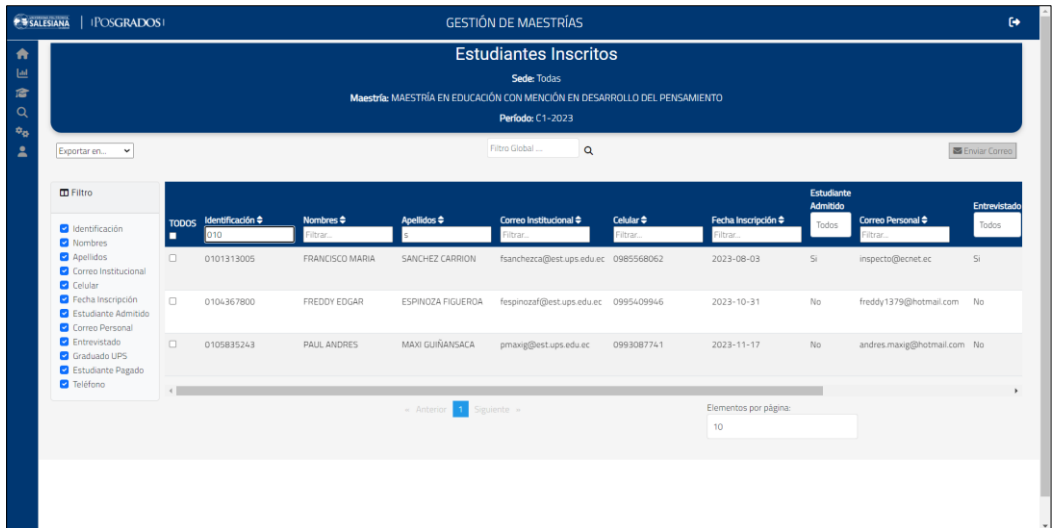 SALESIANA | POSGRADOS
GESTIÓN DE MAESTRÍAS
Estudiantes Inscritos
Sede: Todas
Maestría: MAESTRÍA EN EDUCACIÓN CON MENCIÓN EN DESARROLLO DEL PENSAMIENTO
Período: C1-2023
Exportar en...
Filtro Global ...
Enviar Correo
Filtro
Identificación
Nombres
Apellidos
Correo Institucional
Celular
Fecha Inscripción
Estudiante Admitido
Correo Personal
Entrevistado
Graduado UPS
Estudiante Pagado
Teléfono
TODOS Identificación Nombres Apellidos Correo Institucional Celular Fecha Inscripción Estudiante Admitido Correo Personal Entrevistado
010 Filtrar... s Filtrar... Filtrar... Filtrar... Todos Filtrar... Todos
0101313005 FRANCISCO MARIA SANCHEZ CARRION fsanchezca@est.ups.edu.ec 0985568062 2023-08-03 Si inspecto@ecnet.ec Si
0104367800 FREDDY EDGAR ESPINOZA FIGUEROA fespinozaf@est.ups.edu.ec 0995409946 2023-10-31 No freddy1379@hotmail.com No
0105835243 PAUL ANDRES MAXI GUIÑANSACA pmaxig@est.ups.edu.ec 0993087741 2023-11-17 No andres.maxig@hotmail.com No
« Anterior 1 Siguiente »
Elementos por página:
10